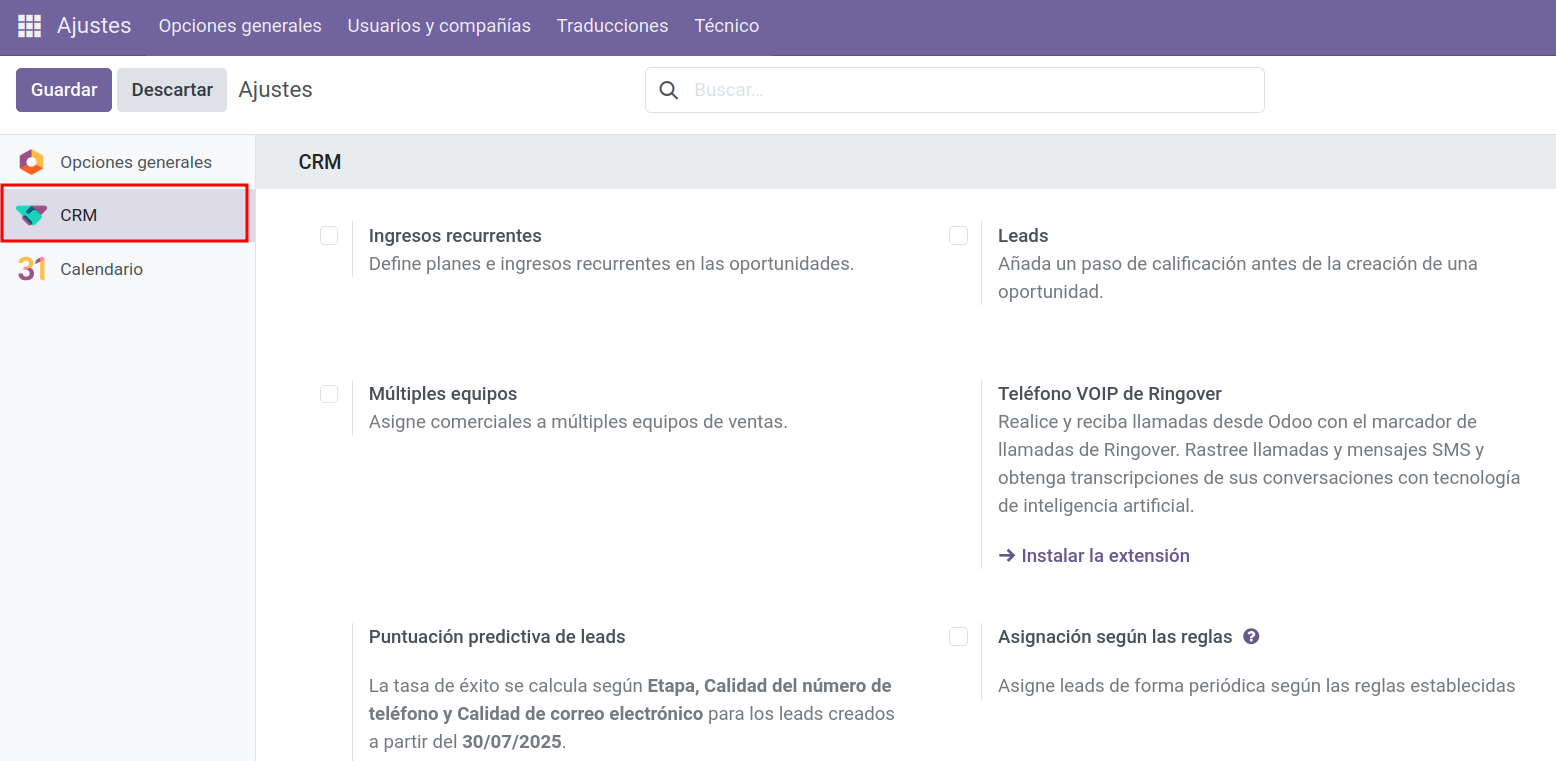 Ajustes Opciones generales Usuarios y compañías Traducciones Técnico
Guardar Descartar Ajustes Buscar...
Opciones generales
CRM
31 Calendario
CRM
Ingresos recurrentes
Define planes e ingresos recurrentes en las oportunidades.
Leads
Añada un paso de calificación antes de la creación de una
oportunidad.
Múltiples equipos
Asigne comerciales a múltiples equipos de ventas.
Teléfono VOIP de Ringover
Realice y reciba llamadas desde Odoo con el marcador de
llamadas de Ringover. Rastree llamadas y mensajes SMS y
obtenga transcripciones de sus conversaciones con tecnología
de inteligencia artificial.
Instalar la extensión
Puntuación predictiva de leads
La tasa de éxito se calcula según Etapa, Calidad del número de
teléfono y Calidad de correo electrónico para los leads creados
a partir del 30/07/2025.
Asignación según las reglas ?
Asigne leads de forma periódica según las reglas establecidas